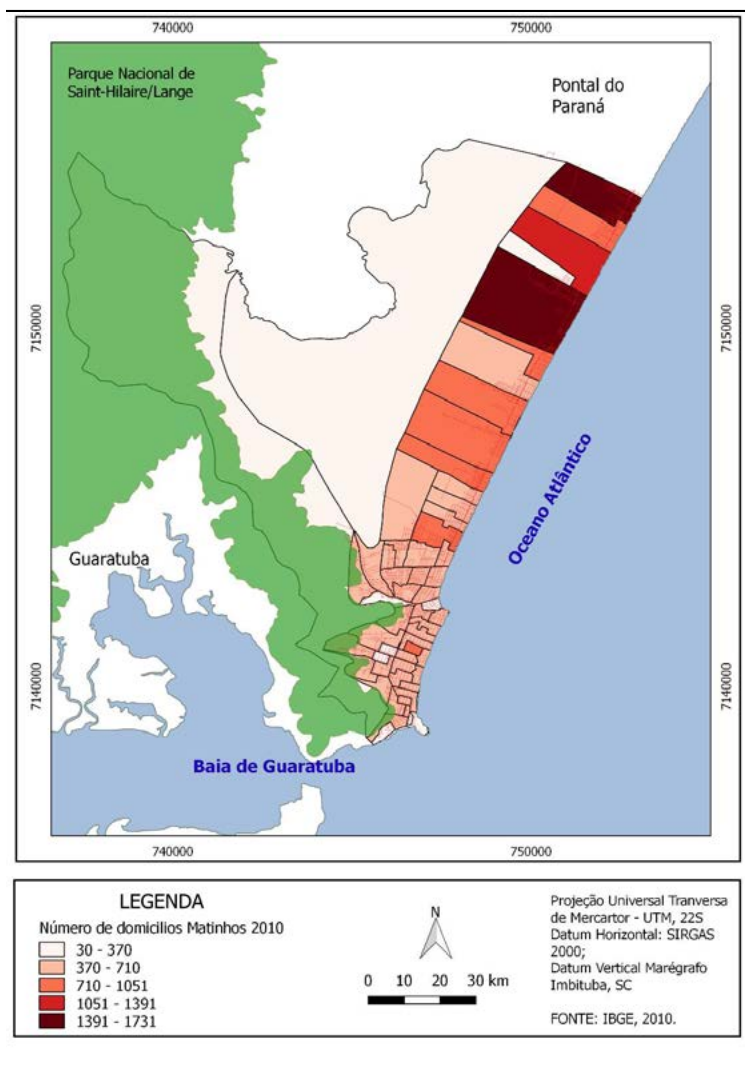 740000
750000
Parque Nacional de
Saint-Hilaire/Lange
Pontal do
Paraná
7150000
7150000
Oceano Atlântico
Guaratuba
7140000
7140000
Baia de Guaratuba
740000
750000
LEGENDA
Número de domicilios Matinhos 2010
30 - 370
370 - 710
710 - 1051
1051 - 1391
1391 - 1731
N
0 10 20 30 km
Projeção Universal Tranversa
de Mercartor - UTM, 22S
Datum Horizontal: SIRGAS
2000;
Datum Vertical Marégrafo
Imbituba, SC
FONTE: IBGE, 2010.